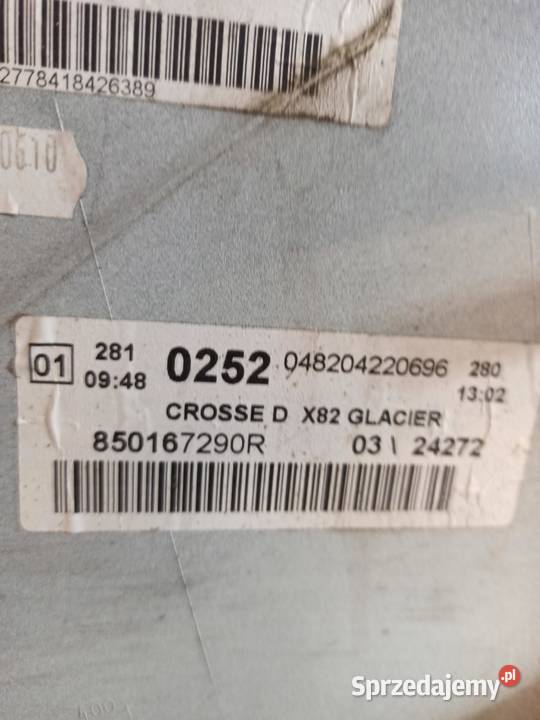 2778418426389
0610
01 281 0252 048204220696 280
09:48 13:02
CROSSE D X82 GLACIER
850167290R 03\ 24272
Sprzedajemy.pl